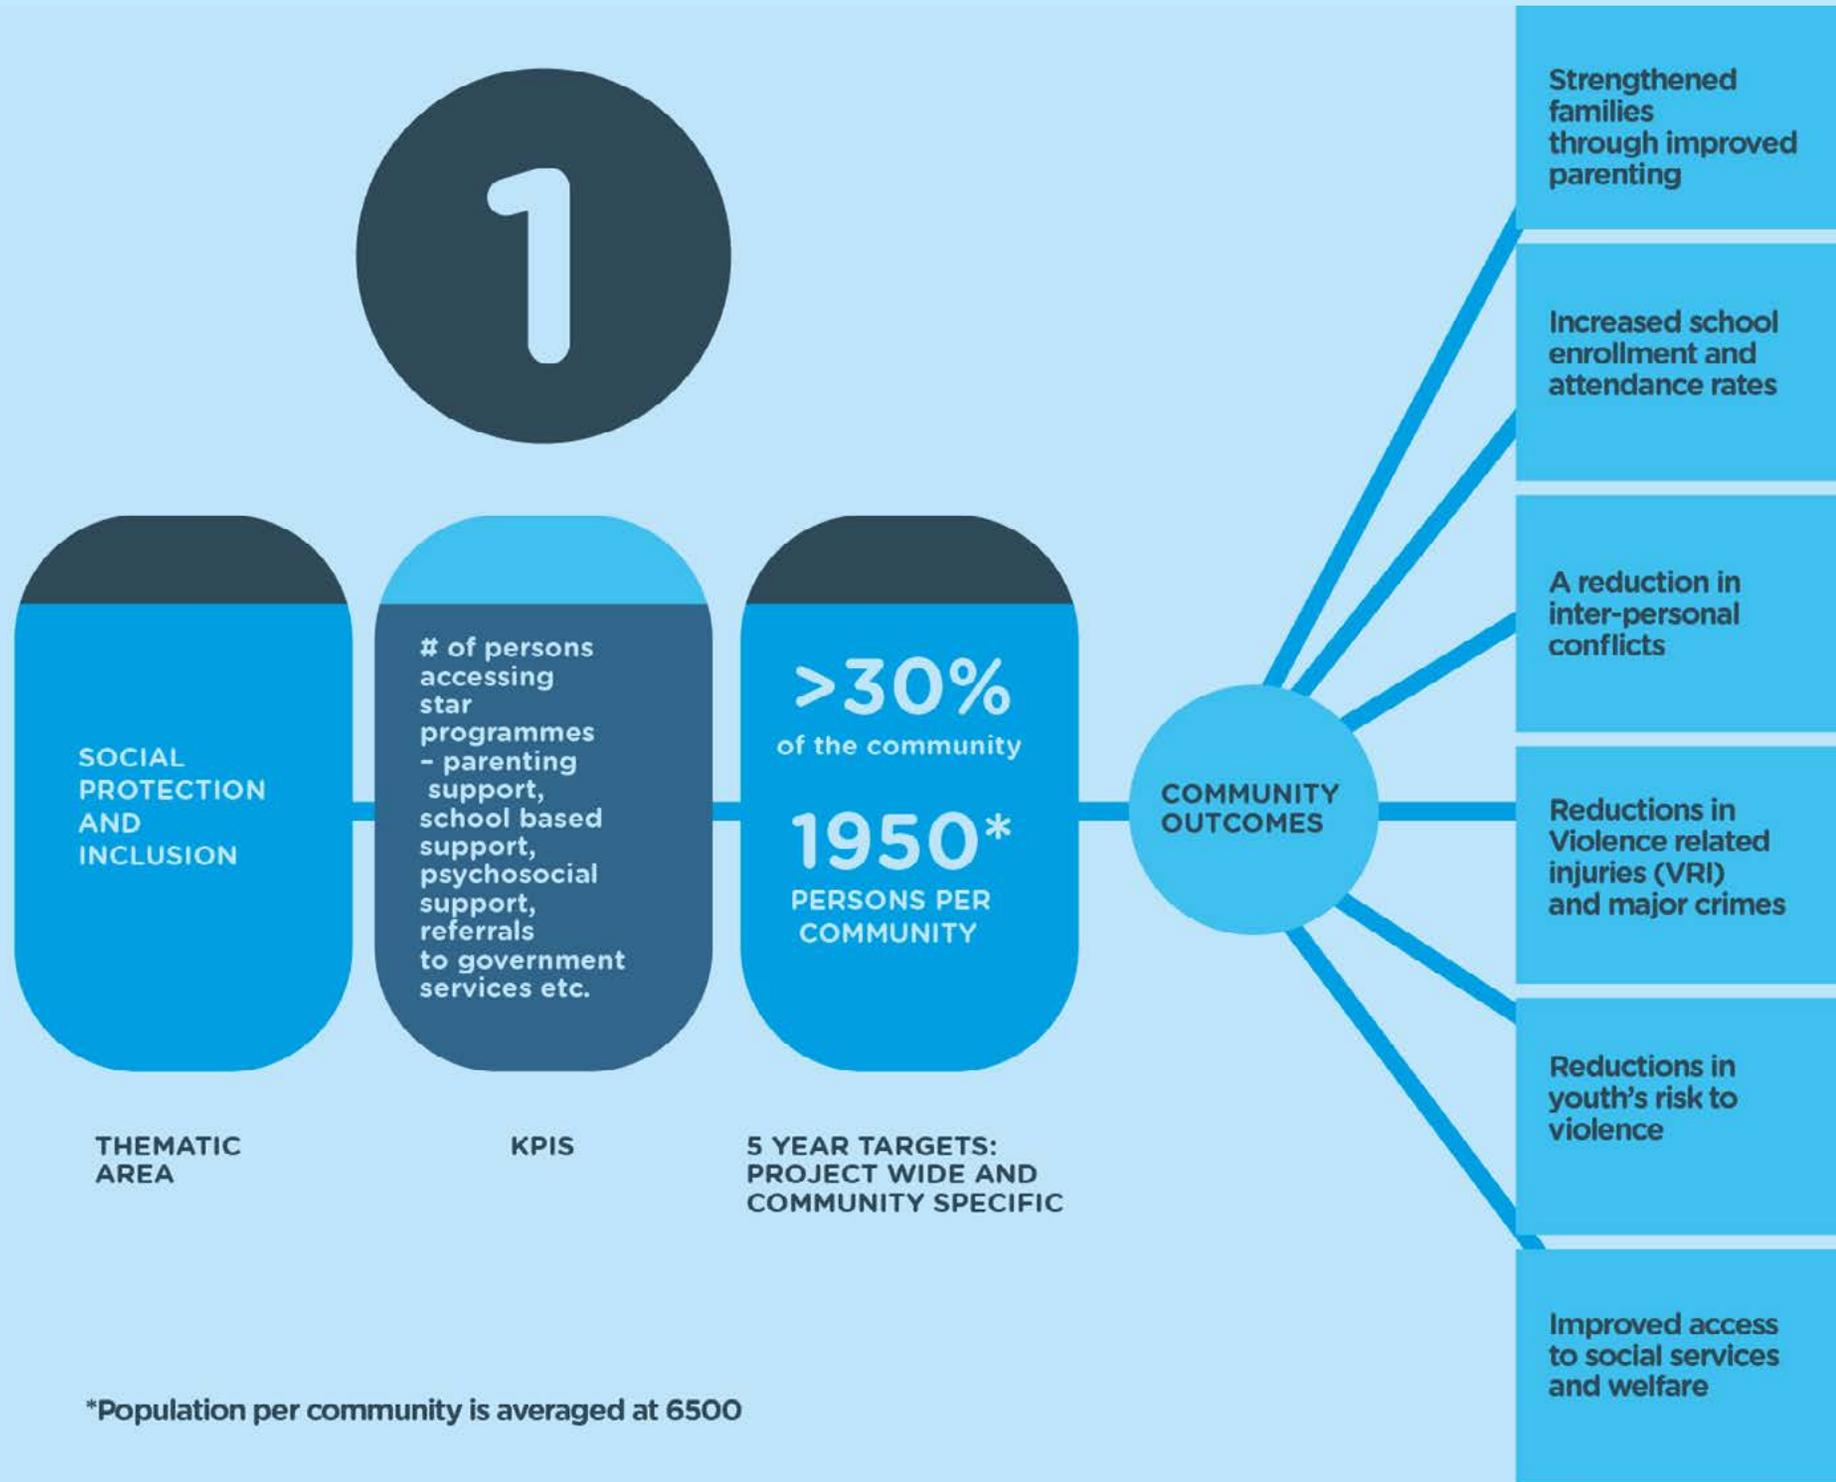 1
SOCIAL
PROTECTION
AND
INCLUSION
# of persons
accessing
star
programmes
– parenting
support,
school based
support,
psychosocial
support,
referrals
to government
services etc.
>30%
of the community
1950*
PERSONS PER
COMMUNITY
THEMATIC
AREA
KPIS
5 YEAR TARGETS:
PROJECT WIDE AND
COMMUNITY SPECIFIC
COMMUNITY
OUTCOMES
Strengthened
families
through improved
parenting
Increased school
enrollment and
attendance rates
A reduction in
inter-personal
conflicts
Reductions in
Violence related
injuries (VRI)
and major crimes
Reductions in
youth's risk to
violence
Improved access
to social services
and welfare
*Population per community is averaged at 6500